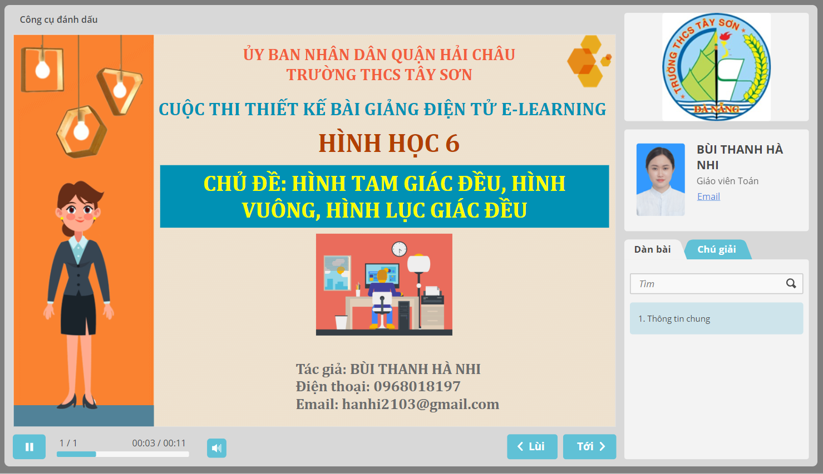 Công cụ đánh dấu
ỦY BAN NHÂN DÂN QUẬN HẢI CHÂU
TRƯỜNG THCS TÂY SƠN
CUỘC THI THIẾT KẾ BÀI GIẢNG ĐIỆN TỬ E-LEARNING
HÌNH HỌC 6
CHỦ ĐỀ: HÌNH TAM GIÁC ĐỀU, HÌNH
VUÔNG, HÌNH LỤC GIÁC ĐỀU
Tác giả: BÙI THANH HÀ NHI
Điện thoại: 0968018197
Email: hanhi2103@gmail.com
1 / 1
00:03 / 00:11
Lùi
Tới
TRƯỜNG THCS TÂY SƠN
ĐÀ NẴNG
BÙI THANH HÀ
NHI
Giáo viên Toán
Email
Dàn bài
Chú giải
Tìm
1. Thông tin chung